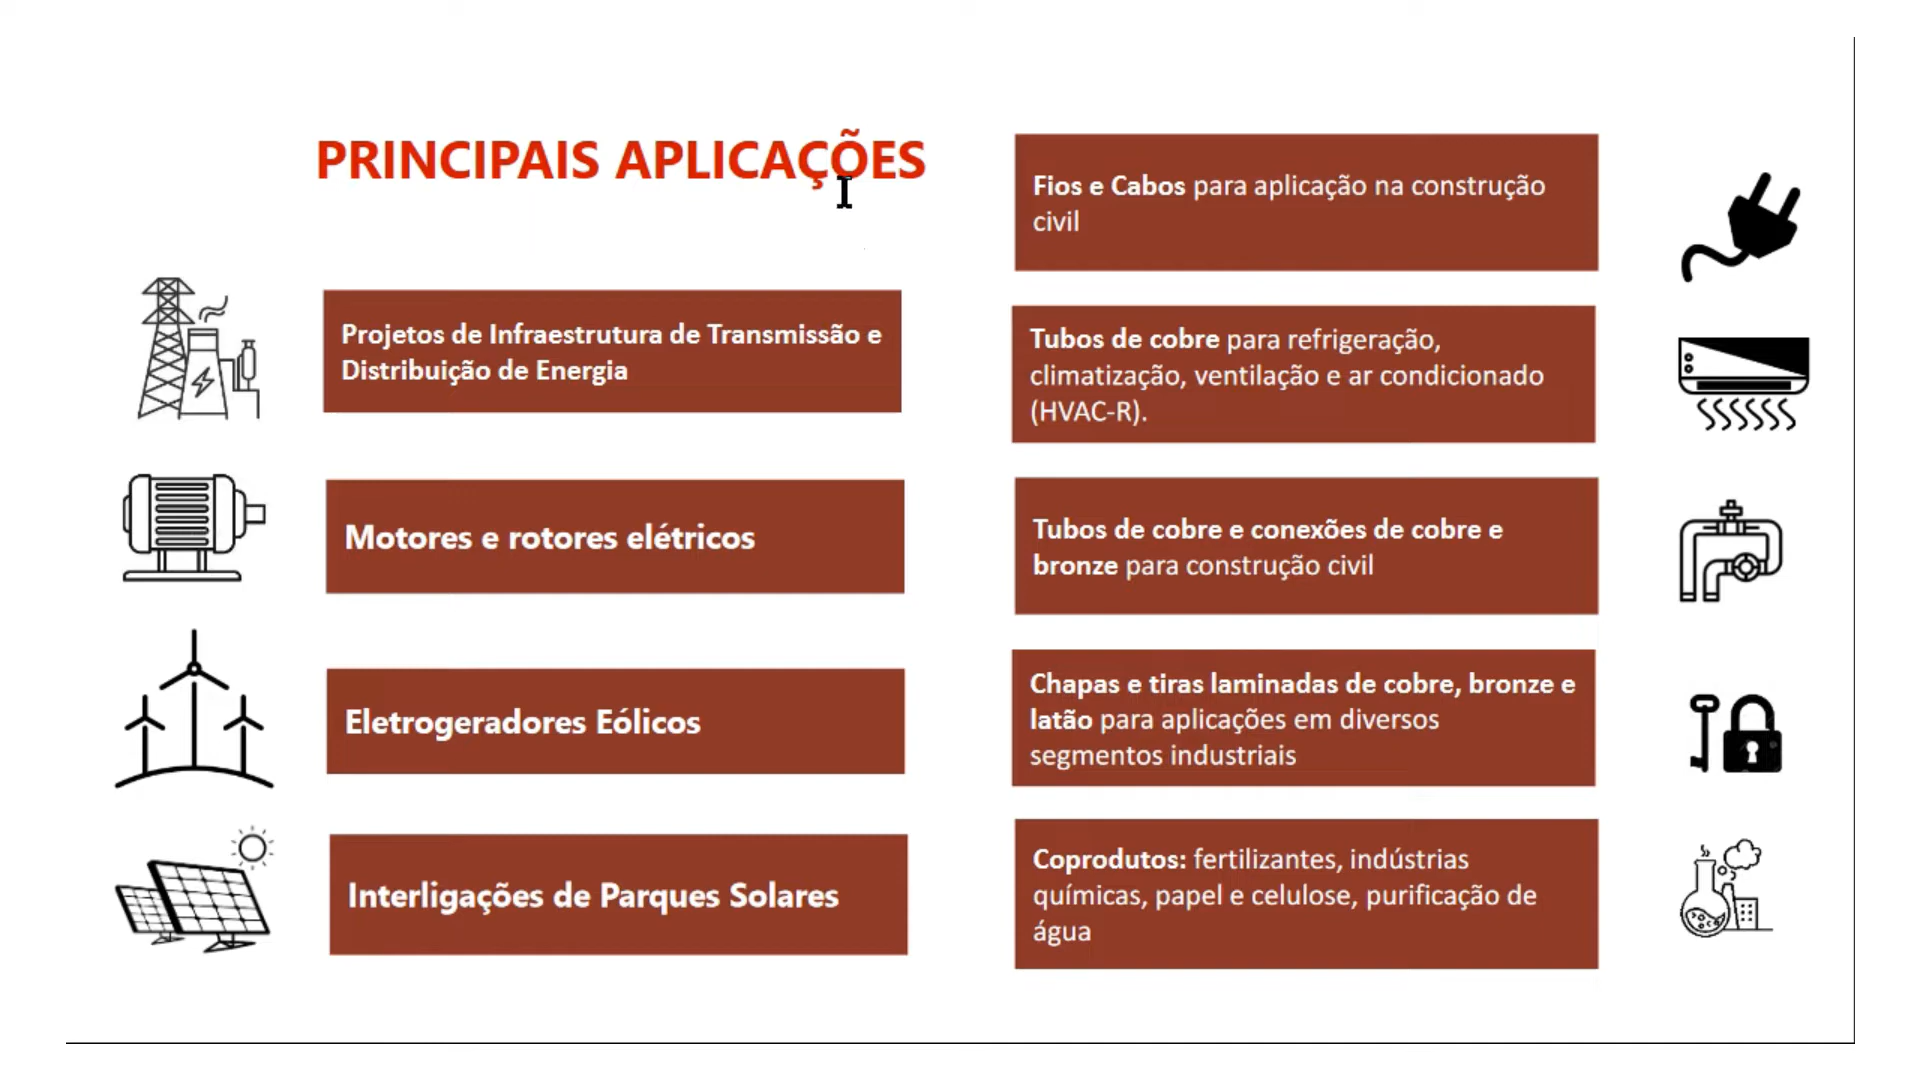 PRINCIPAIS APLICAÇÕES
Projetos de Infraestrutura de Transmissão e
Distribuição de Energia
Motores e rotores elétricos
Eletrogeradores Eólicos
Interligações de Parques Solares
Fios e Cabos para aplicação na construção
civil
Tubos de cobre para refrigeração,
climatização, ventilação e ar condicionado
(HVAC-R).
Tubos de cobre e conexões de cobre e
bronze para construção civil
Chapas e tiras laminadas de cobre, bronze e
latão para aplicações em diversos
segmentos industriais
Coprodutos: fertilizantes, indústrias
químicas, papel e celulose, purificação de
água